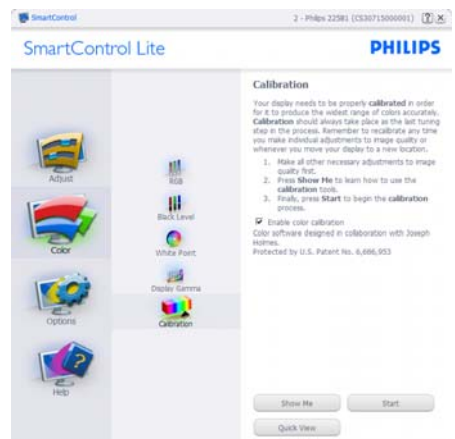 SmartControl
2 - Philips 225B1 (CS30715000001)
SmartControl Lite
PHILIPS
Adjust
Color
Options
Help
RGB
Black Level
White Point
Display Gamma
Calibration
Calibration
Your display needs to be properly calibrated in order
for it to produce the widest range of colors accurately.
Calibration should always take place as the last tuning
step in the process. Remember to recalibrate any time
you make individual adjustments to image quality or
whenever you move your display to a new location.
1. Make all other necessary adjustments to image
quality first.
2. Press Show Me to learn how to use the
calibration tools.
3. Finally, press Start to begin the calibration
process.
Enable color calibration
Color software designed in collaboration with Joseph
Holmes.
Protected by U.S. Patent No. 6,686,953
Show Me
Start
Quick View